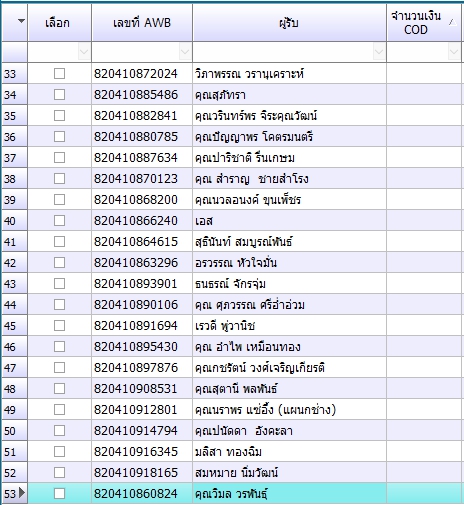 เลือก เลขที่ AWB ผู้รับ จำนวนเงิน COD
33 820410872024 วิภาพรรณ วรานุเคราะห์
34 820410885486 คุณสุภัทรา
35 820410882841 คุณวรินทร์พร จิระคุณวัฒน์
36 820410880785 คุณปัญญาพร โคตรมนตรี
37 820410887634 คุณปาริชาติ รื่นเกษม
38 820410870123 คุณ สำราญ ชายสำโรง
39 820410868200 คุณนวลอนงค์ ขุนเพ็ชร
40 820410866240 เอส
41 820410864615 สุธินันท์ สมบูรณ์พันธ์
42 820410863296 อรวรรณ หัวใจมั่น
43 820410893901 ธนธรณ์ จักรจุ่ม
44 820410890106 คุณ ศุภวรรณ ศรีอ่ำอ่วม
45 820410891694 เรวดี ฟูวานิช
46 820410895430 คุณ อำไพ เหมือนทอง
47 820410897876 คุณกชรัตน์ วงศ์เจริญเกียรติ
48 820410908531 คุณสุตานี พลพันธ์
49 820410912801 คุณนราพร แซ่อึ้ง (แผนกช่าง)
50 820410914794 คุณปนัดดา อังคะลา
51 820410916345 มลิสา ทองฉิม
52 820410918165 สมหมาย นิ่มวัฒน์
53 820410860824 คุณวิมล วรพันธุ์